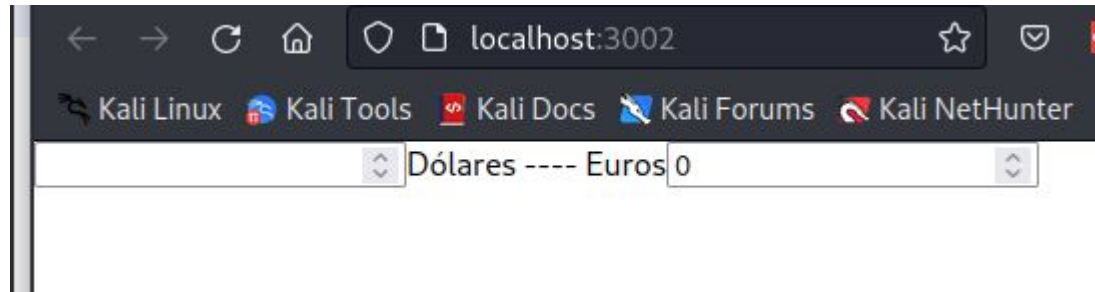 localhost:3002
Kali Linux Kali Tools Kali Docs Kali Forums Kali NetHunter
Dólares ---- Euros 0